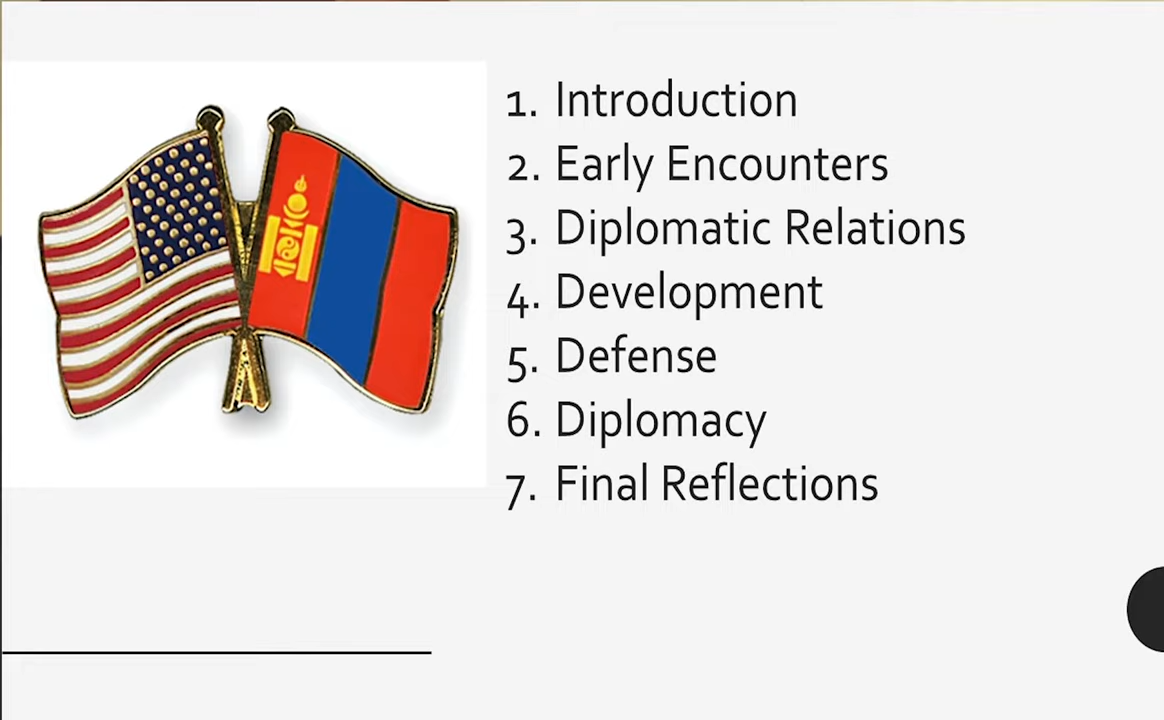 1. Introduction
2. Early Encounters
3. Diplomatic Relations
4. Development
5. Defense
6. Diplomacy
7. Final Reflections